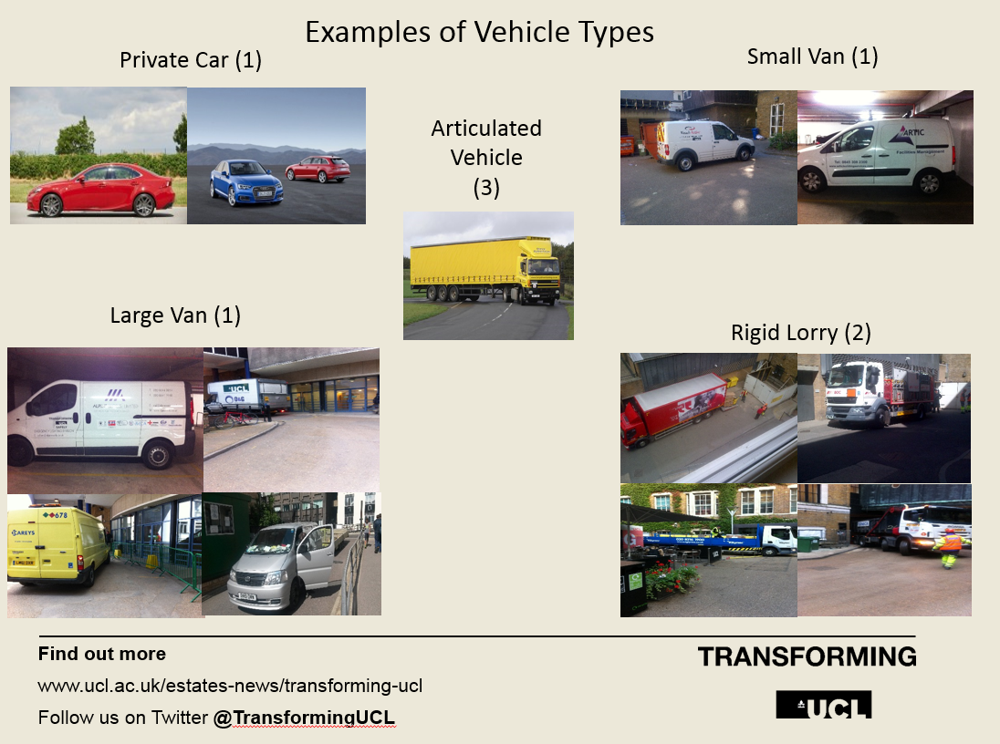 Examples of Vehicle Types
Private Car (1)
Small Van (1)
Articulated
Vehicle
(3)
ARTIC
Facilities Management
Large Van (1)
Rigid Lorry (2)
UCL
D&G
678
CAREYS
Find out more
www.ucl.ac.uk/estates-news/transforming-ucl
Follow us on Twitter @TransformingUCL
TRANSFORMING
UCL